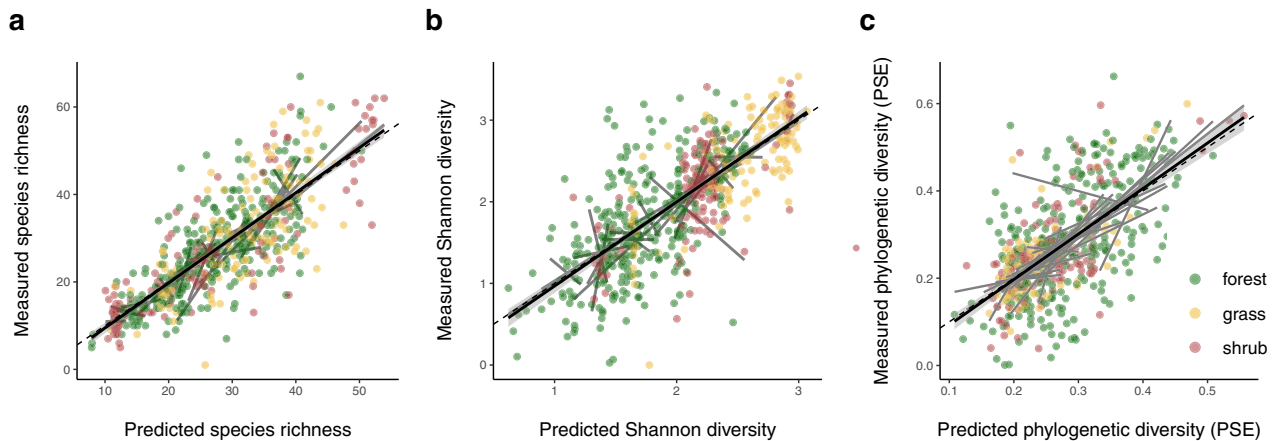 a
Measured species richness
60
40
20
0
10
20
30
40
50
Predicted species richness
b
Measured Shannon diversity
3
2
1
0
1
2
3
Predicted Shannon diversity
c
Measured phylogenetic diversity (PSE)
0.6
0.4
0.2
0.0
0.1
0.2
0.3
0.4
0.5
Predicted phylogenetic diversity (PSE)
forest
grass
shrub